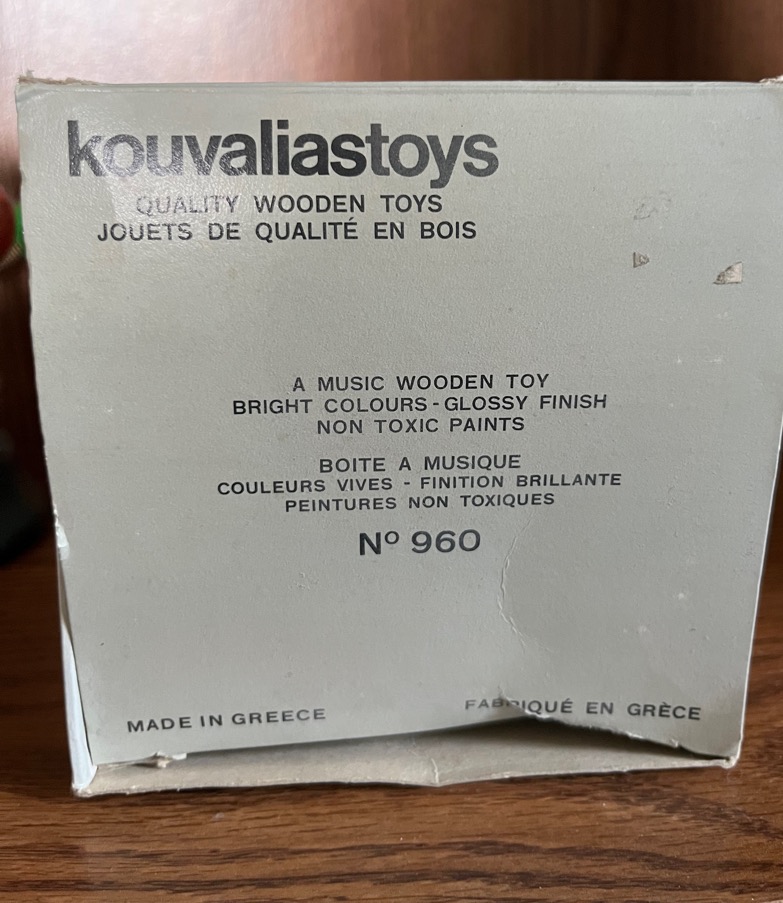 kouvaliastoys
QUALITY WOODEN TOYS
JOUETS DE QUALITÉ EN BOIS
A MUSIC WOODEN TOY
BRIGHT COLOURS - GLOSSY FINISH
NON TOXIC PAINTS
BOITE A MUSIQUE
COULEURS VIVES - FINITION BRILLANTE
PEINTURES NON TOXIQUES
Nº 960
MADE IN GREECE
FABRIQUÉ EN GRÈCE